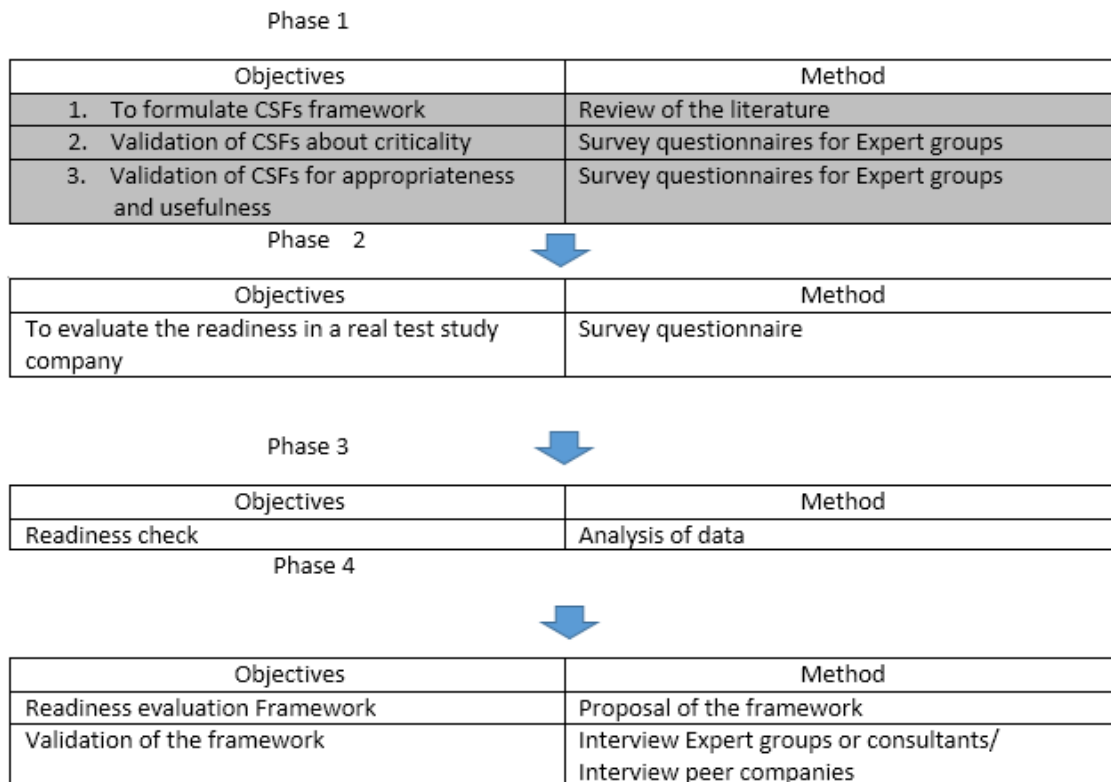 Phase 1
Objectives Method
1. To formulate CSFs framework Review of the literature
2. Validation of CSFs about criticality Survey questionnaires for Expert groups
3. Validation of CSFs for appropriateness Survey questionnaires for Expert groups
and usefulness
Phase 2
Objectives Method
To evaluate the readiness in a real test study Survey questionnaire
company
Phase 3
Objectives Method
Readiness check Analysis of data
Phase 4
Objectives Method
Readiness evaluation Framework Proposal of the framework
Validation of the framework Interview Expert groups or consultants/
Interview peer companies